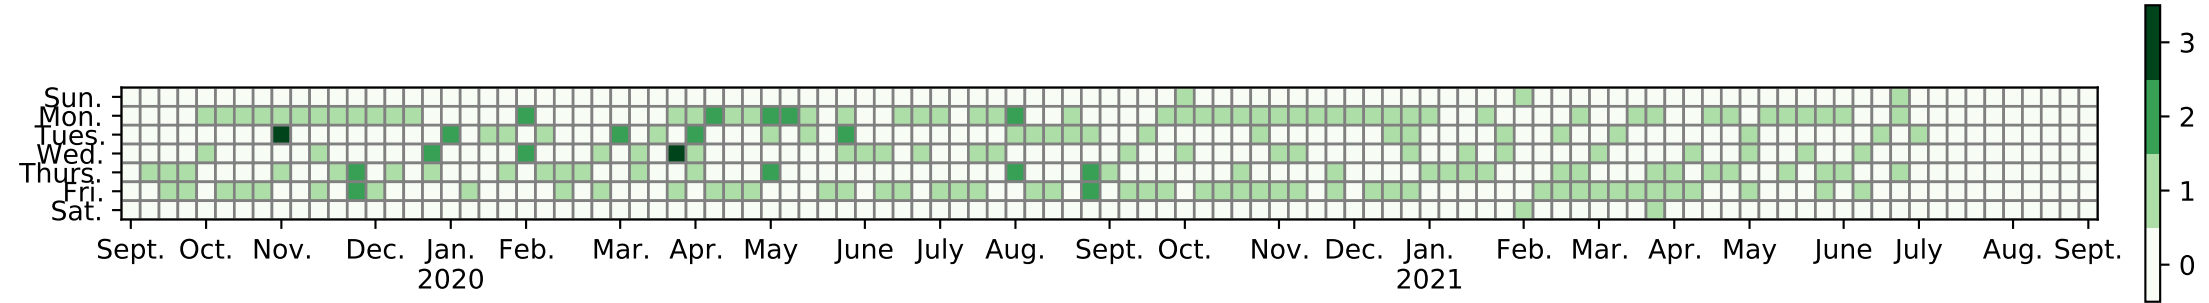 Sun.
Mon.
Tues.
Wed.
Thurs.
Fri.
Sat.
Sept. Oct. Nov. Dec. Jan. Feb. Mar. Apr. May June July Aug. Sept. Oct. Nov. Dec. Jan. Feb. Mar. Apr. May June July Aug. Sept.
2020 2021
3
2
1
0